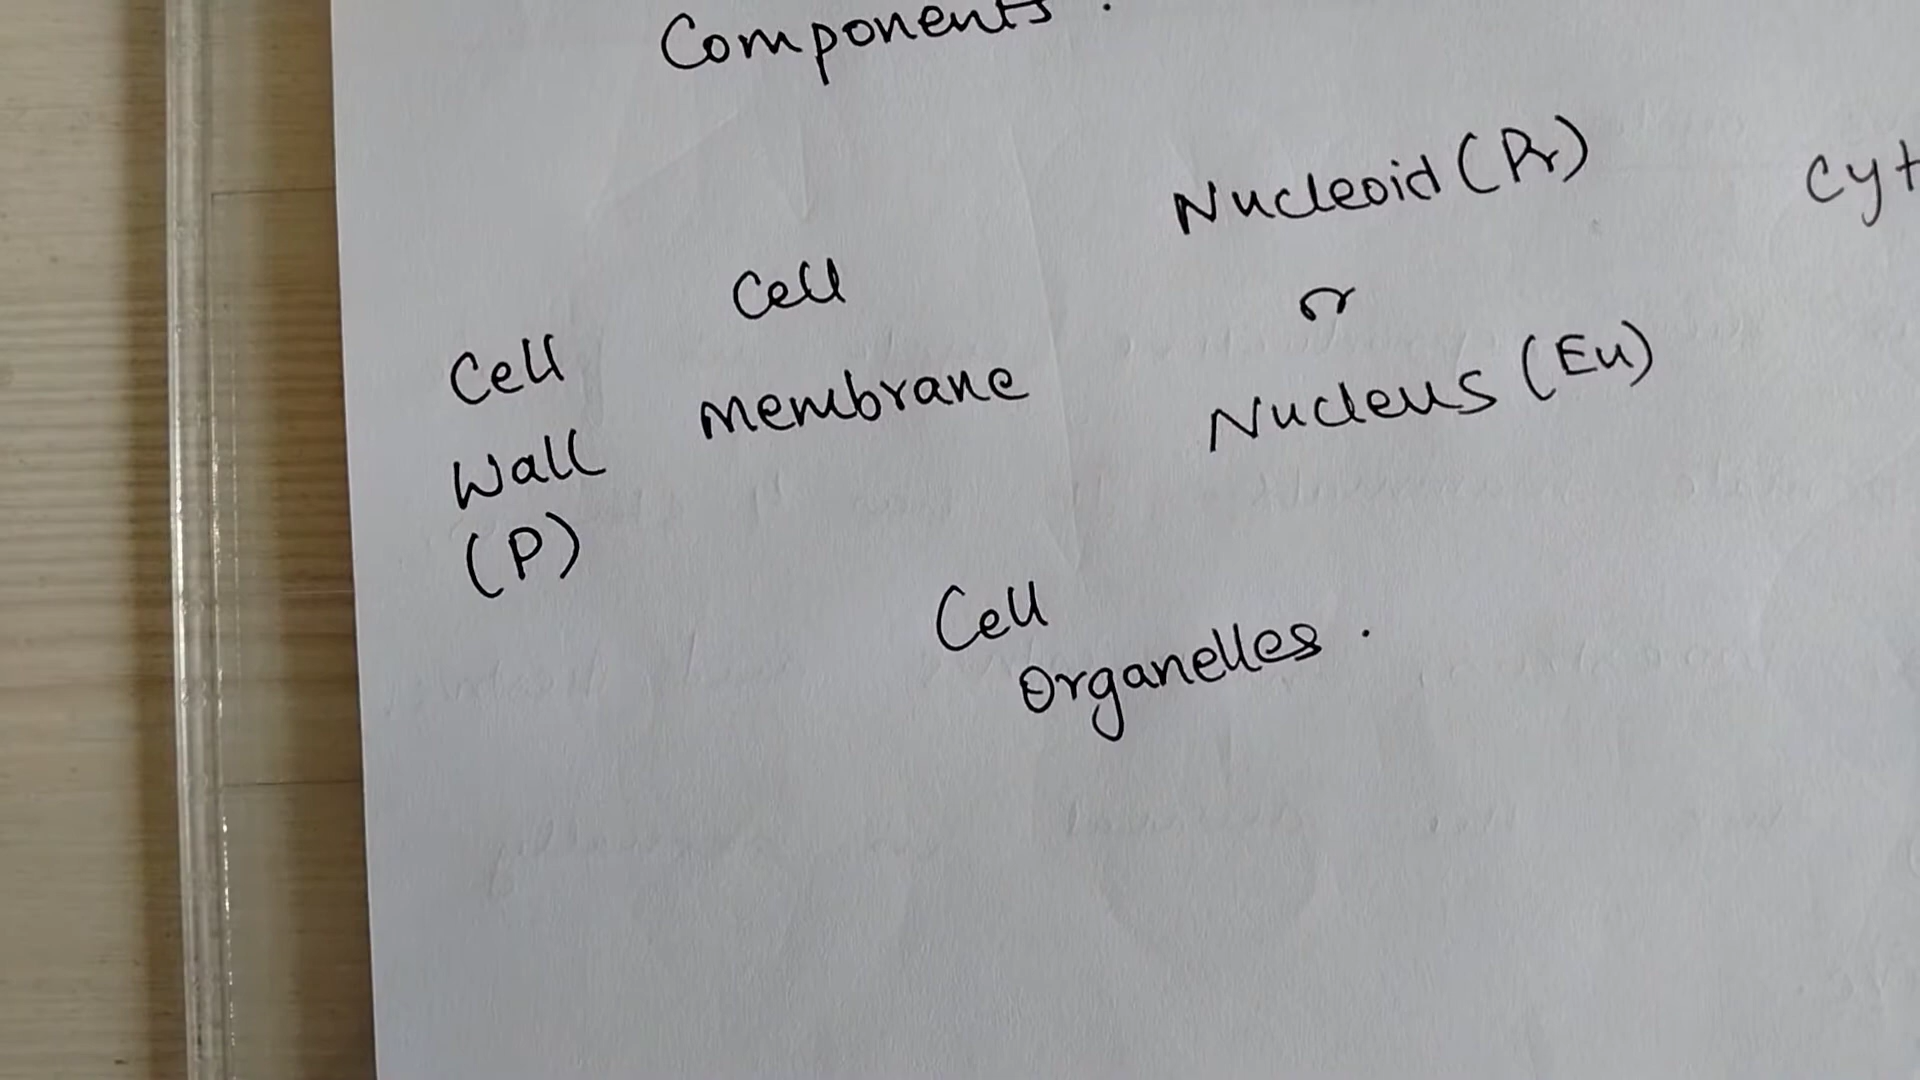 Components.
Nucleoid (Pr)
or
Nucleus (Eu)
Cell
membrane
Cell
Wall
(P)
Cell
Organelles.